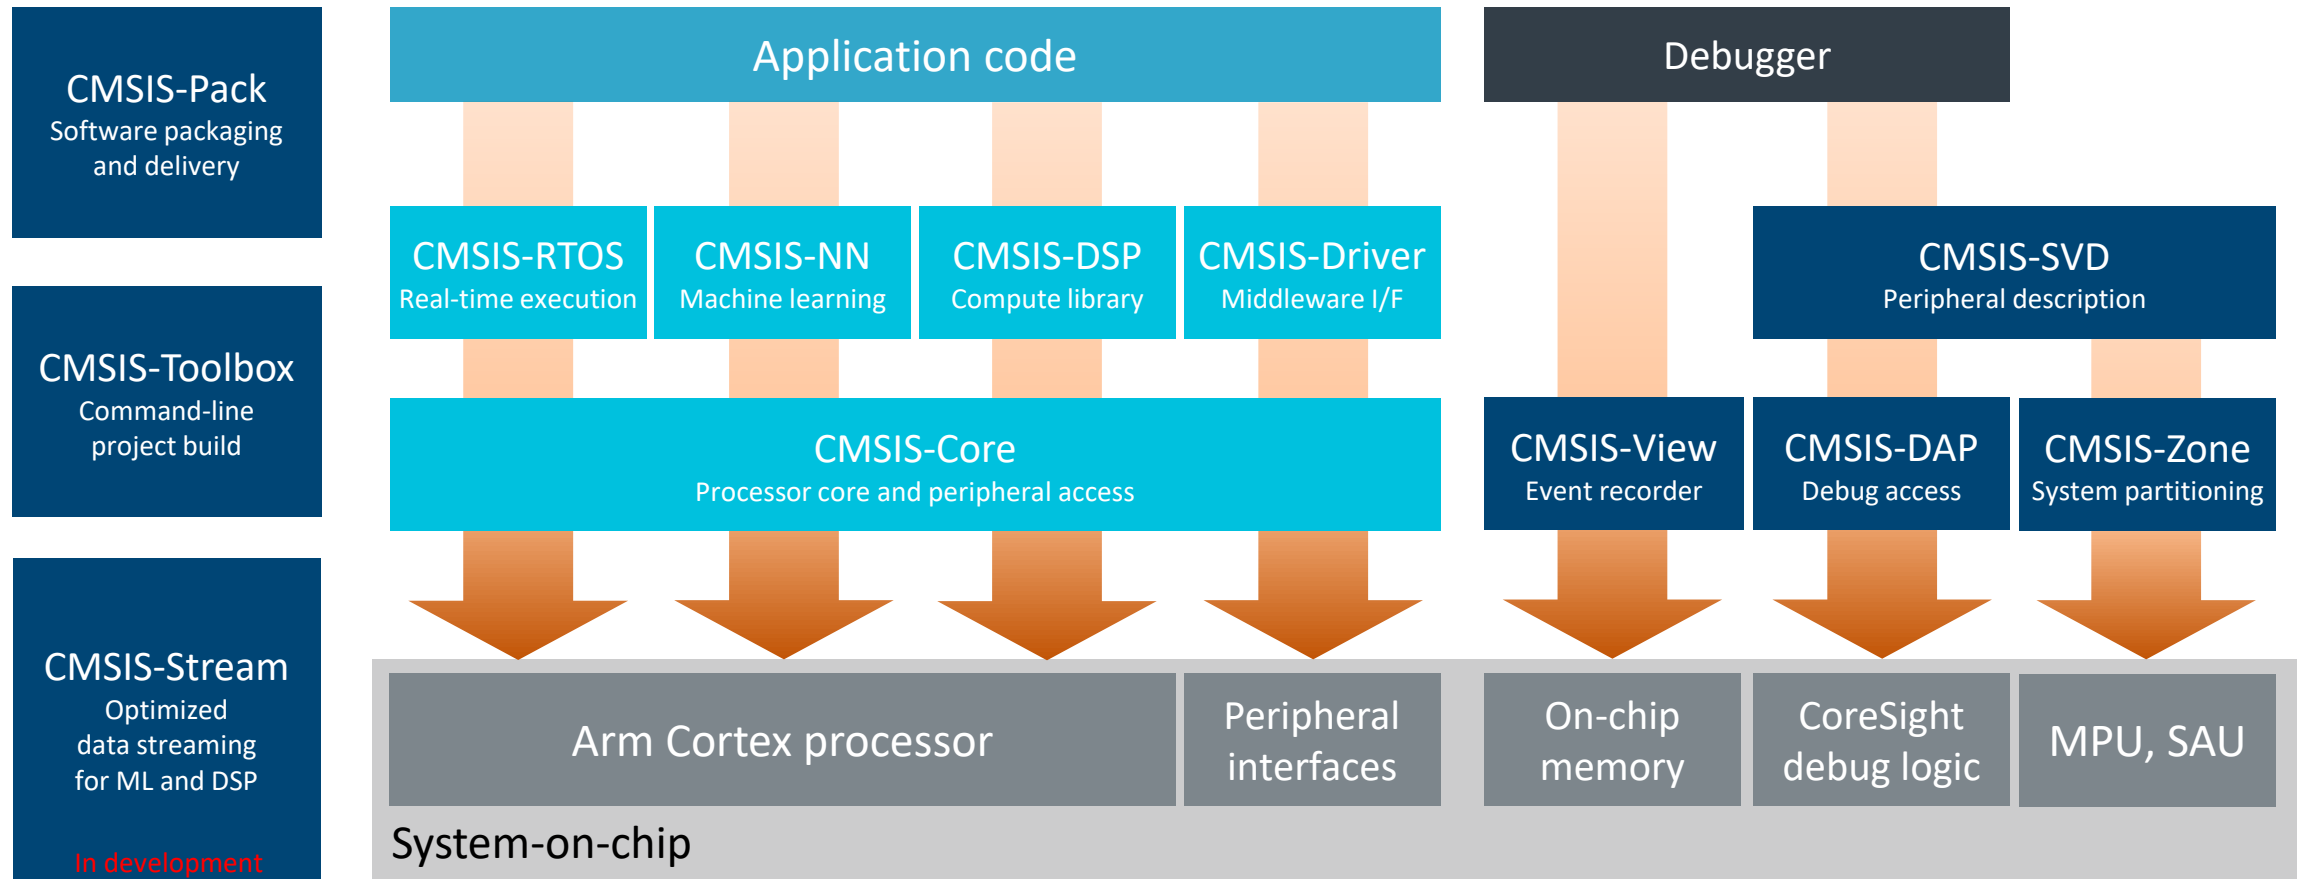 CMSIS-Pack
Software packaging
and delivery
CMSIS-Toolbox
Command-line
project build
CMSIS-Stream
Optimized
data streaming
for ML and DSP
In development
Application code
Debugger
CMSIS-RTOS
Real-time execution
CMSIS-NN
Machine learning
CMSIS-DSP
Compute library
CMSIS-Driver
Middleware I/F
CMSIS-SVD
Peripheral description
CMSIS-Core
Processor core and peripheral access
CMSIS-View
Event recorder
CMSIS-DAP
Debug access
CMSIS-Zone
System partitioning
Arm Cortex processor
Peripheral
interfaces
On-chip
memory
CoreSight
debug logic
MPU, SAU
System-on-chip